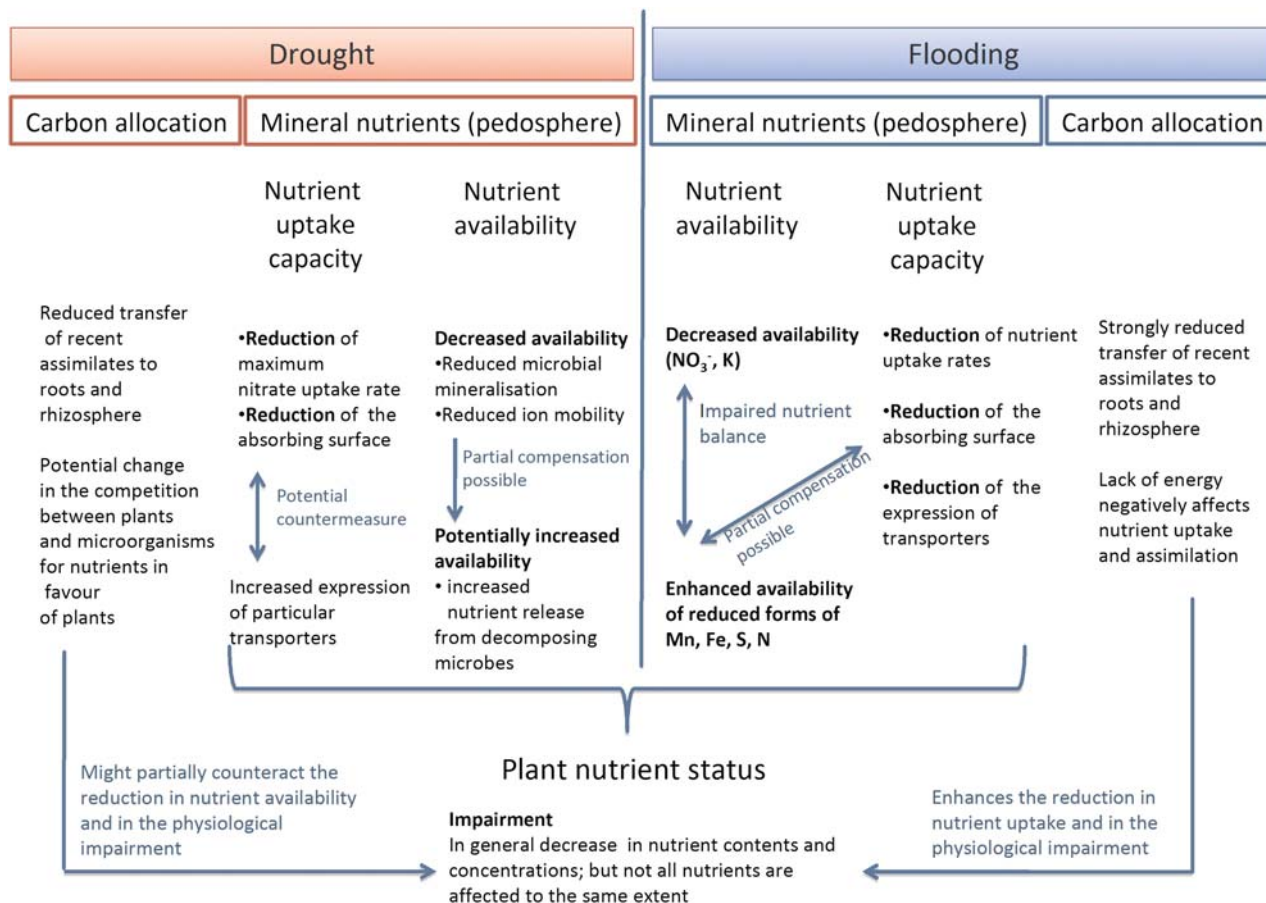 Drought
Flooding
Carbon allocation
Mineral nutrients (pedosphere)
Mineral nutrients (pedosphere)
Carbon allocation
Nutrient
uptake
capacity
Nutrient
availability
Nutrient
availability
Nutrient
uptake
capacity
Reduced transfer
of recent
assimilates to
roots and
rhizosphere
Potential change
in the competition
between plants
and microorganisms
for nutrients in
favour
of plants
•Reduction of
maximum
nitrate uptake rate
•Reduction of the
absorbing surface
Potential
countermeasure
Increased expression
of particular
transporters
Decreased availability
•Reduced microbial
mineralisation
•Reduced ion mobility
Partial compensation
possible
Potentially increased
availability
• increased
nutrient release
from decomposing
microbes
Decreased availability
(NO₃⁻, K)
Impaired nutrient
balance
Partial compensation
possible
Enhanced availability
of reduced forms of
Mn, Fe, S, N
•Reduction of nutrient
uptake rates
•Reduction of the
absorbing surface
•Reduction of the
expression of
transporters
Strongly reduced
transfer of recent
assimilates to
roots and
rhizosphere
Lack of energy
negatively affects
nutrient uptake
and assimilation
Might partially counteract the
reduction in nutrient availability
and in the physiological
impairment
Plant nutrient status
Impairment
In general decrease in nutrient contents and
concentrations; but not all nutrients are
affected to the same extent
Enhances the reduction in
nutrient uptake and in the
physiological impairment